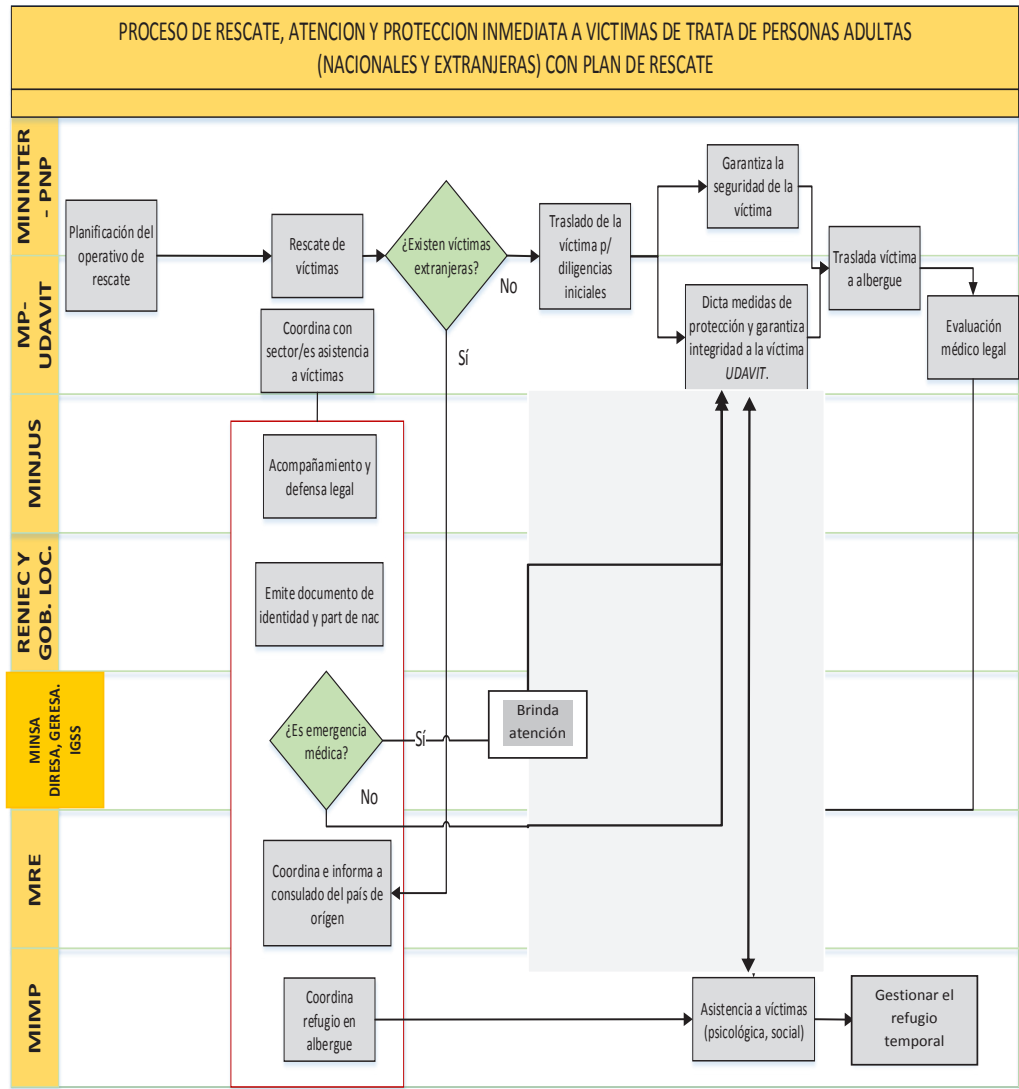 PROCESO DE RESCATE, ATENCION Y PROTECCION INMEDIATA A VICTIMAS DE TRATA DE PERSONAS ADULTAS
(NACIONALES Y EXTRANJERAS) CON PLAN DE RESCATE
MININTER
- PNP
Planificación del
operativo de
rescate
Rescate de
víctimas
¿Existen víctimas
extranjeras?
No
Sí
Traslado de la
víctima p/
diligencias
iniciales
Garantiza la
seguridad de la
víctima
Traslada víctima
a albergue
MP-
UDAVIT
Coordina con
sector/es asistencia
a víctimas
Dicta medidas de
protección y garantiza
integridad a la víctima
UDAVIT.
Evaluación
médico legal
MINJUS
Acompañamiento y
defensa legal
RENIEC Y
GOB. LOC.
Emite documento de
identidad y part de nac
MINSA
DIRESA, GERESA.
IGSS
¿Es emergencia
médica?
Sí
No
Brinda
atención
MRE
Coordina e informa a
consulado del país de
orígen
MIMP
Coordina
refugio en
albergue
Asistencia a víctimas
(psicológica, social)
Gestionar el
refugio
temporal